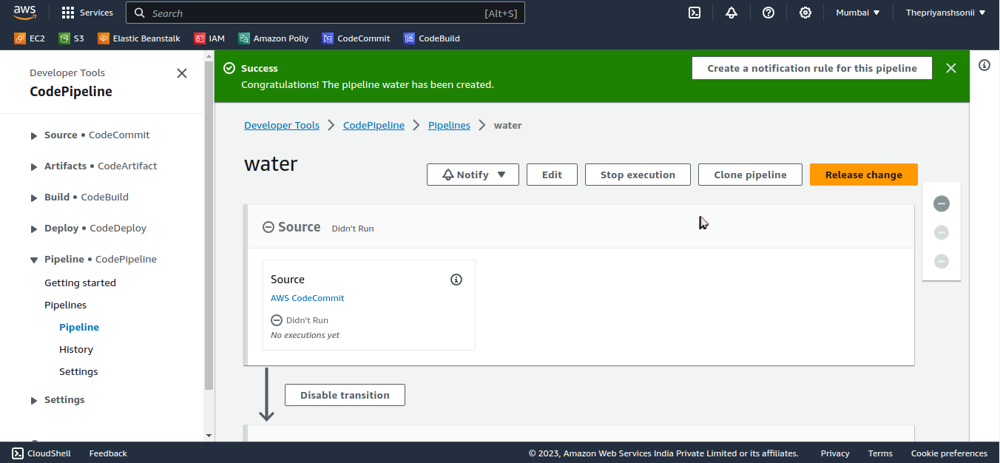 aws
Services
Search
[Alt+S]
Mumbai
Thepriyanshsonii
EC2
S3
Elastic Beanstalk
IAM
Amazon Polly
CodeCommit
CodeBuild
Developer Tools
CodePipeline
Source • CodeCommit
Artifacts • CodeArtifact
Build • CodeBuild
Deploy • CodeDeploy
Pipeline • CodePipeline
Getting started
Pipelines
Pipeline
History
Settings
Settings
Success
Congratulations! The pipeline water has been created.
Create a notification rule for this pipeline
Developer Tools
CodePipeline
Pipelines
water
water
Notify
Edit
Stop execution
Clone pipeline
Release change
Source
Didn't Run
Source
AWS CodeCommit
Didn't Run
No executions yet
Disable transition
CloudShell
Feedback
© 2023, Amazon Web Services India Private Limited or its affiliates.
Privacy
Terms
Cookie preferences